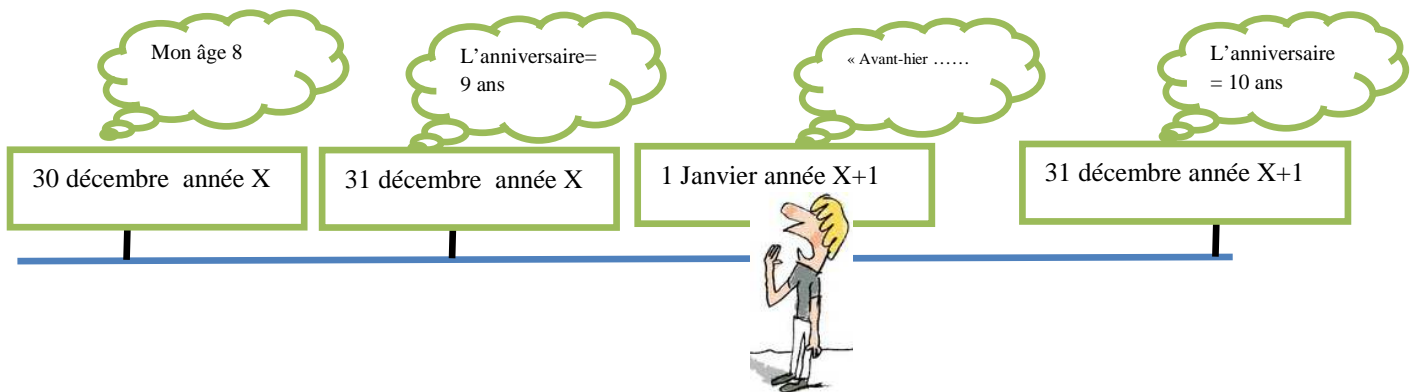 Mon âge 8
L’anniversaire=
9 ans
« Avant-hier ……
L’anniversaire
= 10 ans
30 décembre  année X
31 décembre  année X
1 Janvier année X+1
31 décembre année X+1